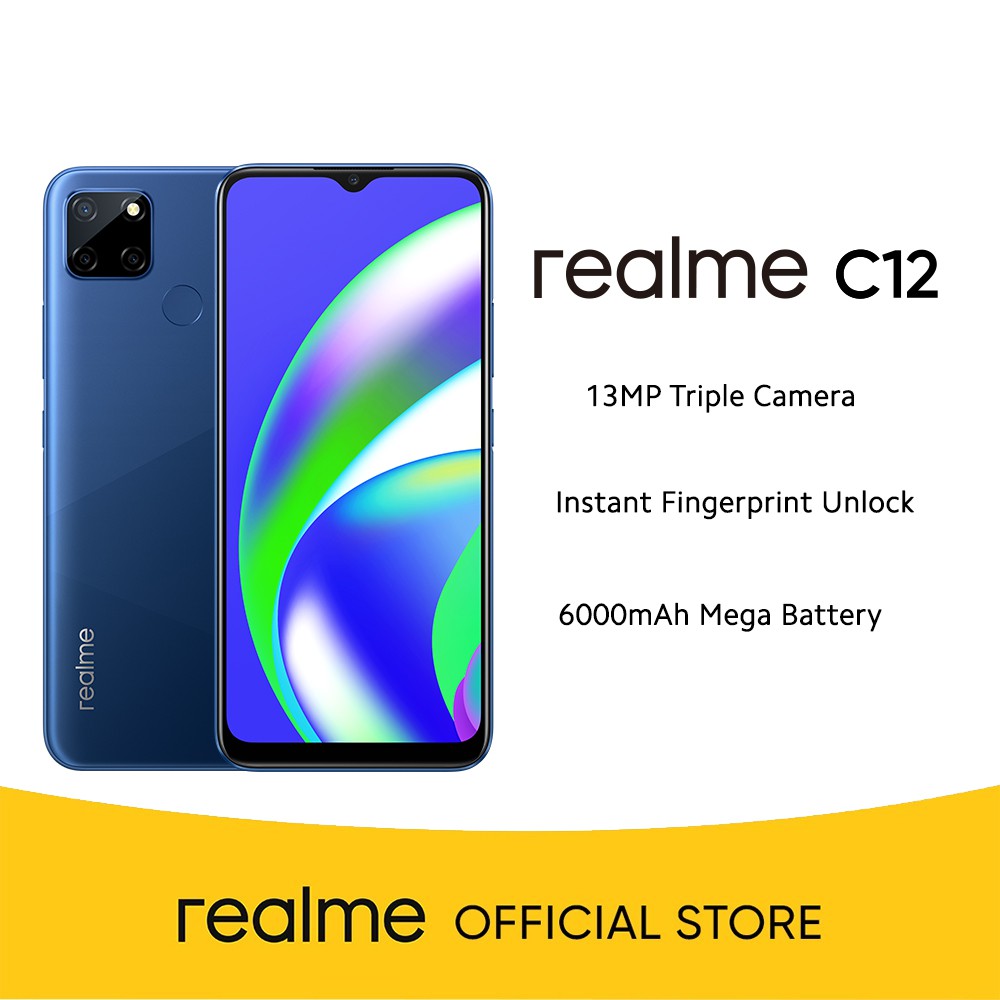 realme C12
13MP Triple Camera
Instant Fingerprint Unlock
6000mAh Mega Battery
realme
realme OFFICIAL STORE